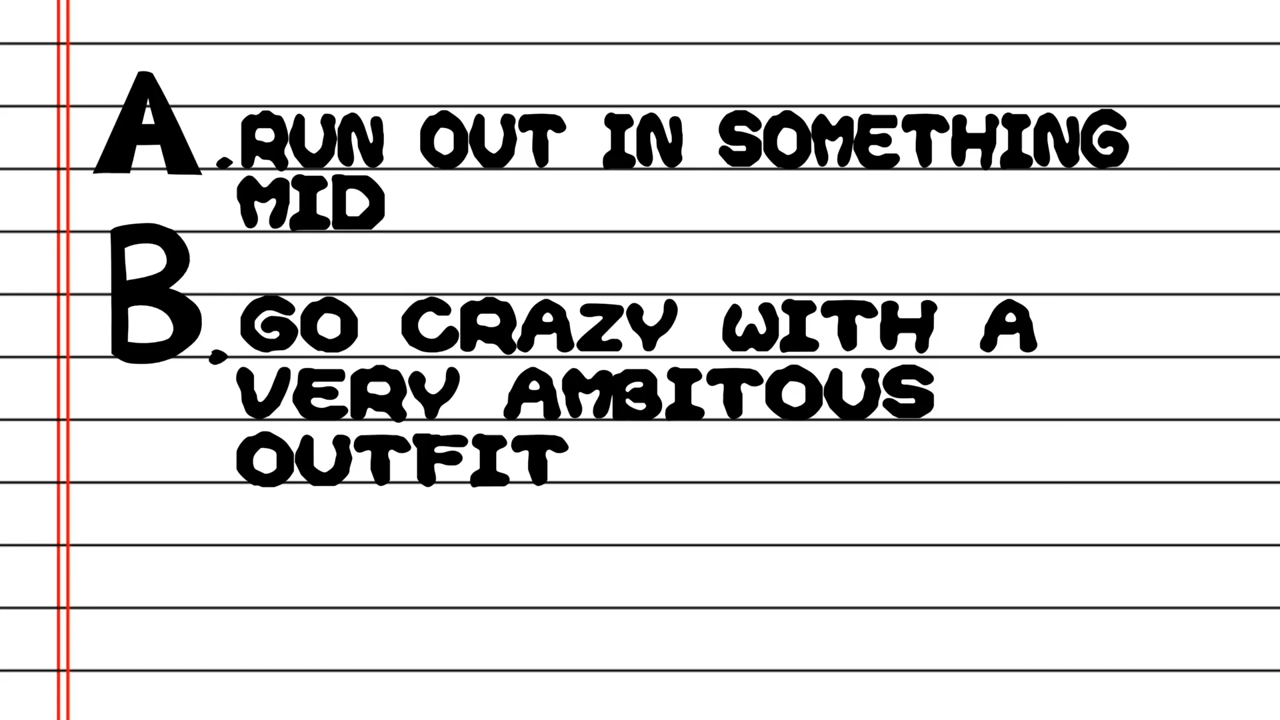 A. RUN OUT IN SOMETHING
MID
B. GO CRAZY WITH A
VERY AMBITOUS
OUTFIT